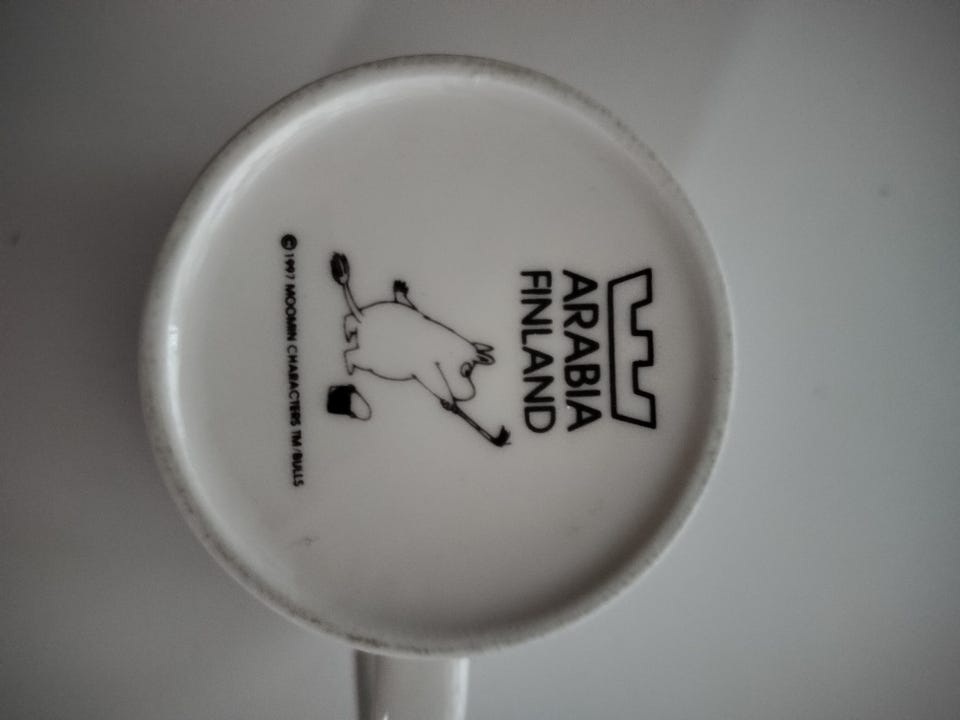 ARABIA
FINLAND
© 1997 MOOMIN CHARACTERS TM/BULLS